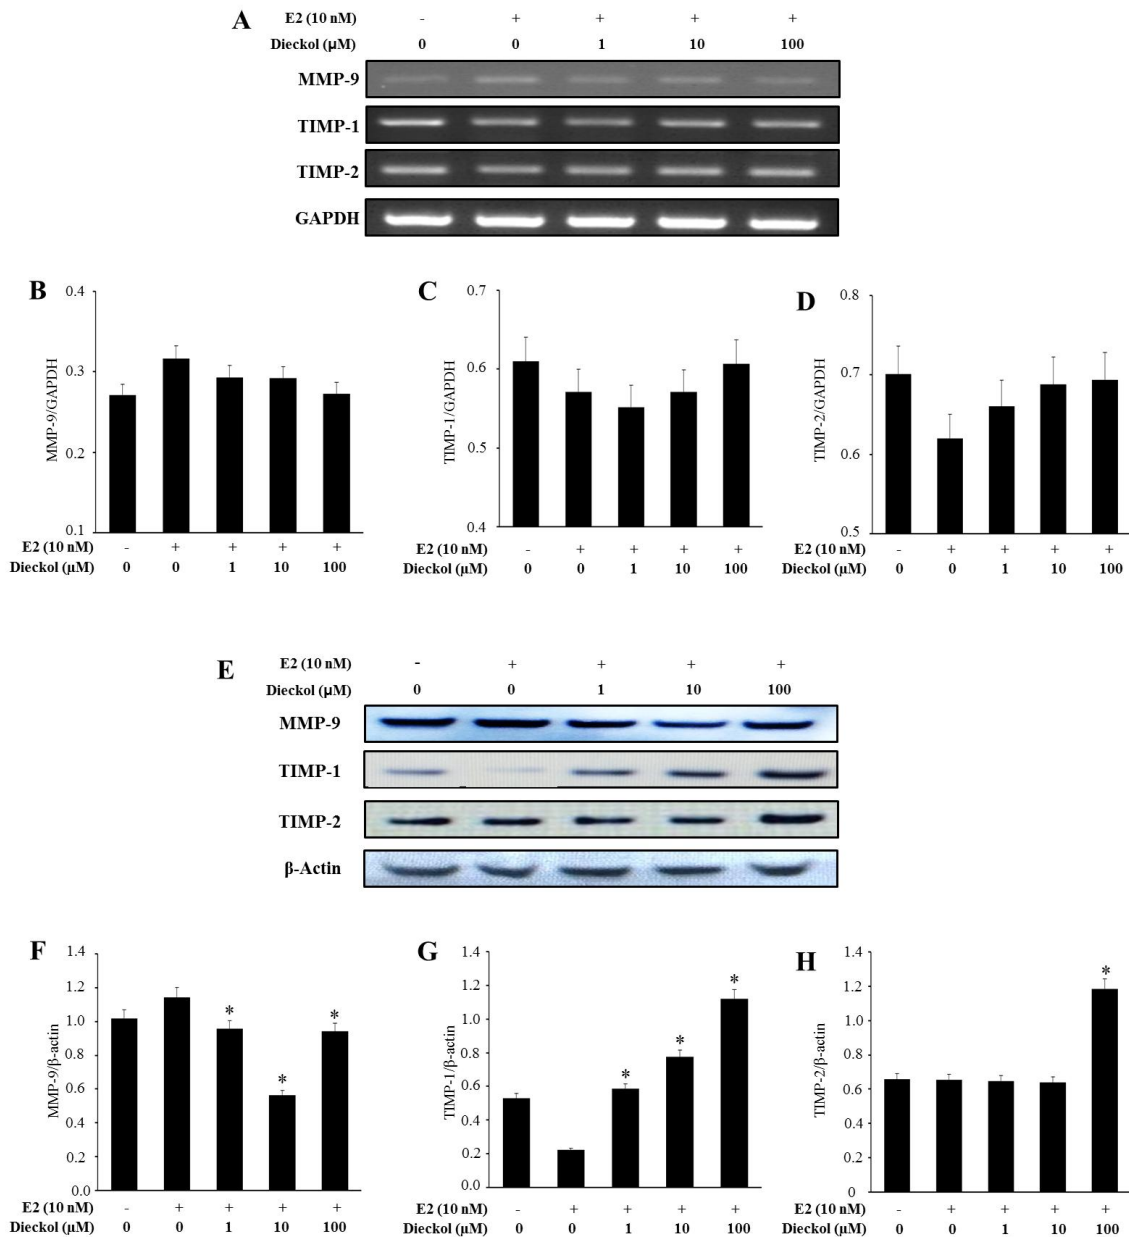 A
E2 (10 nM) - + + + +
Dieckol (μM) 0 0 1 10 100
MMP-9
TIMP-1
TIMP-2
GAPDH
B
0.4
0.3
0.2
0.1
MMP-9/GAPDH
E2 (10 nM) - + + + +
Dieckol (μM) 0 0 1 10 100
C
0.7
0.6
0.5
0.4
TIMP-1/GAPDH
E2 (10 nM) - + + + +
Dieckol (μM) 0 0 1 10 100
D
0.8
0.7
0.6
0.5
TIMP-2/GAPDH
E2 (10 nM) - + + + +
Dieckol (μM) 0 0 1 10 100
E
E2 (10 nM) - + + + +
Dieckol (μM) 0 0 1 10 100
MMP-9
TIMP-1
TIMP-2
β-Actin
F
1.4
1.2
1.0
0.8
0.6
0.4
0.2
0.0
MMP-9/β-actin
* * *
E2 (10 nM) - + + + +
Dieckol (μM) 0 0 1 10 100
G
1.4
1.2
1.0
0.8
0.6
0.4
0.2
0.0
TIMP-1/β-actin
* * *
E2 (10 nM) - + + + +
Dieckol (μM) 0 0 1 10 100
H
1.4
1.2
1.0
0.8
0.6
0.4
0.2
0
TIMP-2/β-actin
*
E2 (10 nM) - + + + +
Dieckol (μM) 0 0 1 10 100